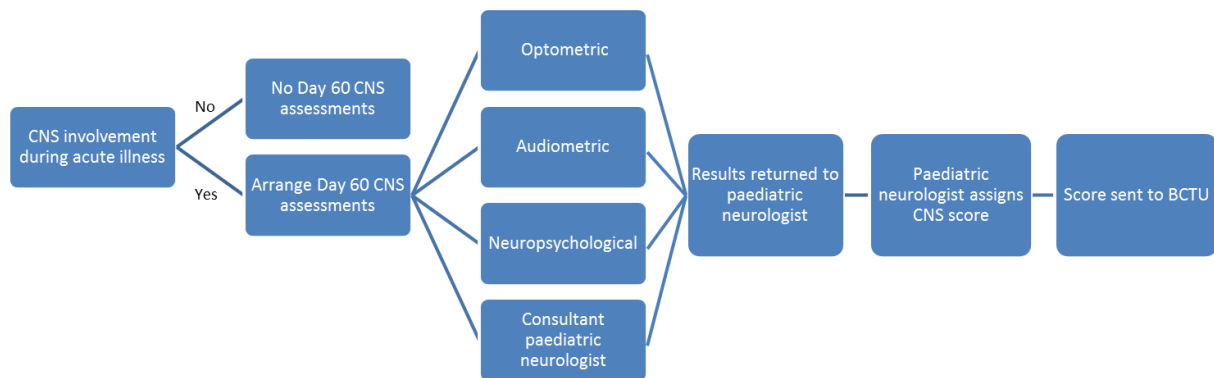 CNS involvement
during acute illness
No
Yes
No Day 60 CNS
assessments
Arrange Day 60 CNS
assessments
Optometric
Audiometric
Neuropsychological
Consultant
paediatric
neurologist
Results returned to
paediatric
neurologist
Paediatric
neurologist assigns
CNS score
Score sent to BCTU